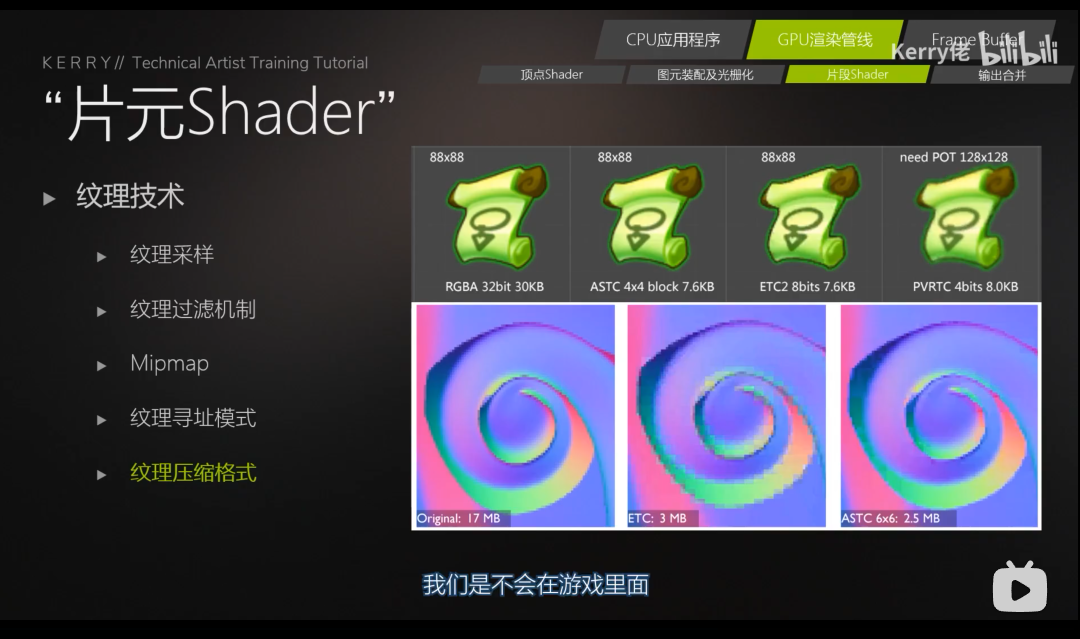 CPU应用程序 GPU渲染管线 Frame Buffer
Kerry佬 bilibili
顶点Shader 图元装配及光栅化 片段Shader 输出合并
KERRY// Technical Artist Training Tutorial
“片元Shader”
纹理技术
纹理采样
纹理过滤机制
Mipmap
纹理寻址模式
纹理压缩格式
88x88 88x88 88x88 need POT 128x128
RGBA 32bit 30KB ASTC 4x4 block 7.6KB ETC2 8bits 7.6KB PVRTC 4bits 8.0KB
Original: 17 MB ETC: 3 MB ASTC 6x6: 2.5 MB
我们是不会在游戏里面